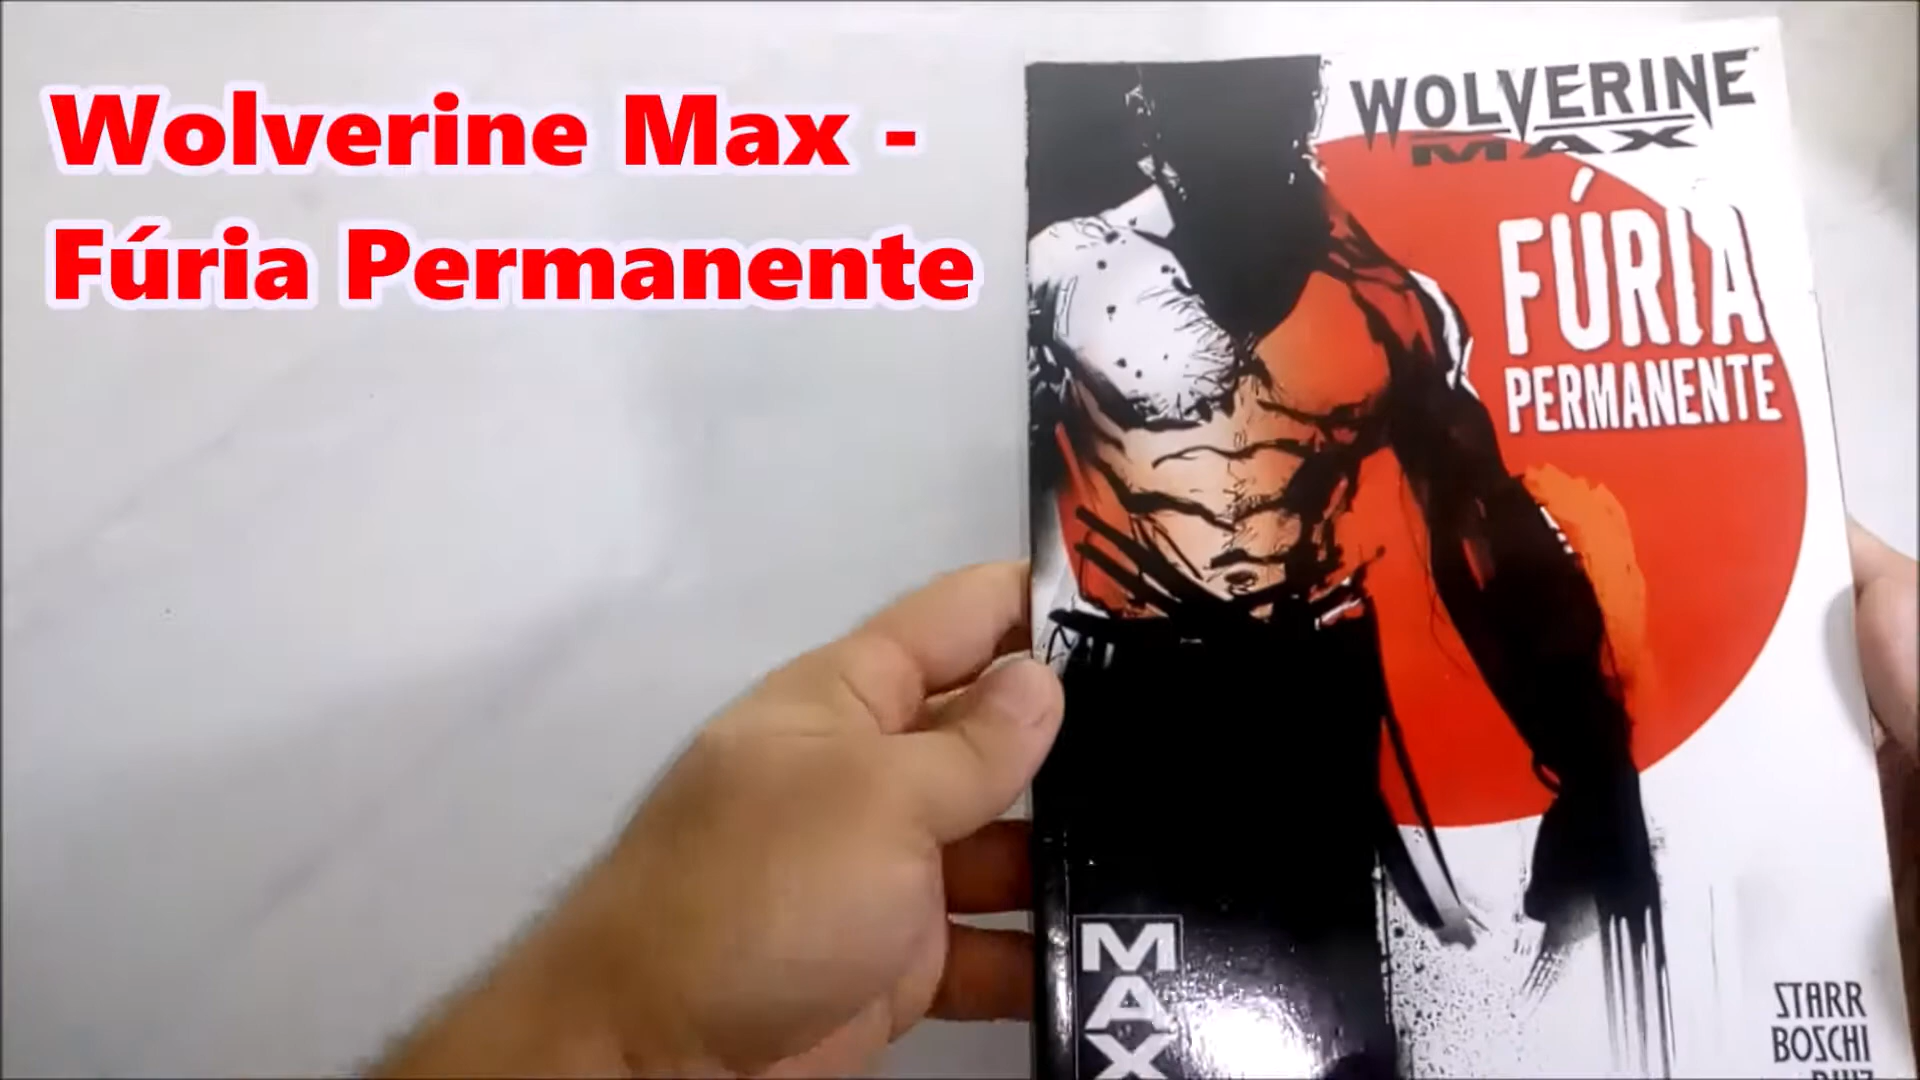 Wolverine Max -
Fúria Permanente
WOLVERINE
MAX
FÚRIA
PERMANENTE
MAX
STARR
BOSCHI